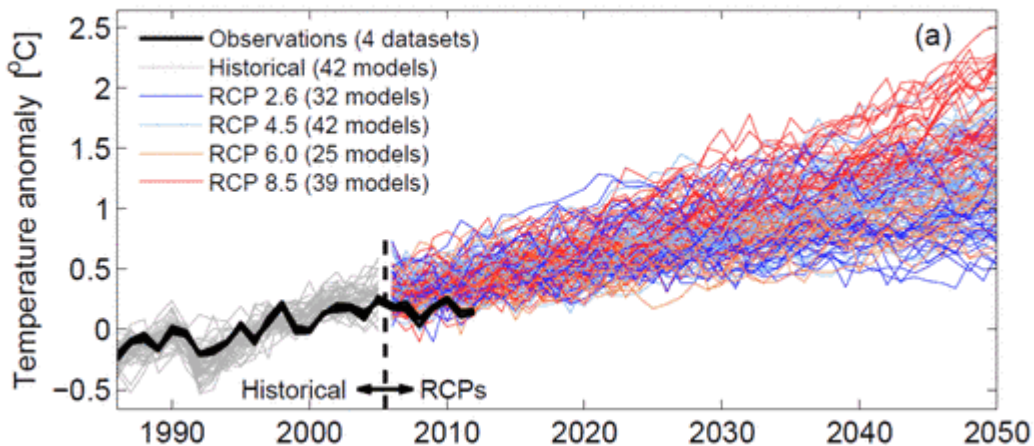 (a)
Observations (4 datasets)
Historical (42 models)
RCP 2.6 (32 models)
RCP 4.5 (42 models)
RCP 6.0 (25 models)
RCP 8.5 (39 models)
Temperature anomaly [°C]
2.5
2
1.5
1
0.5
0
−0.5
Historical RCPs
1990 2000 2010 2020 2030 2040 2050